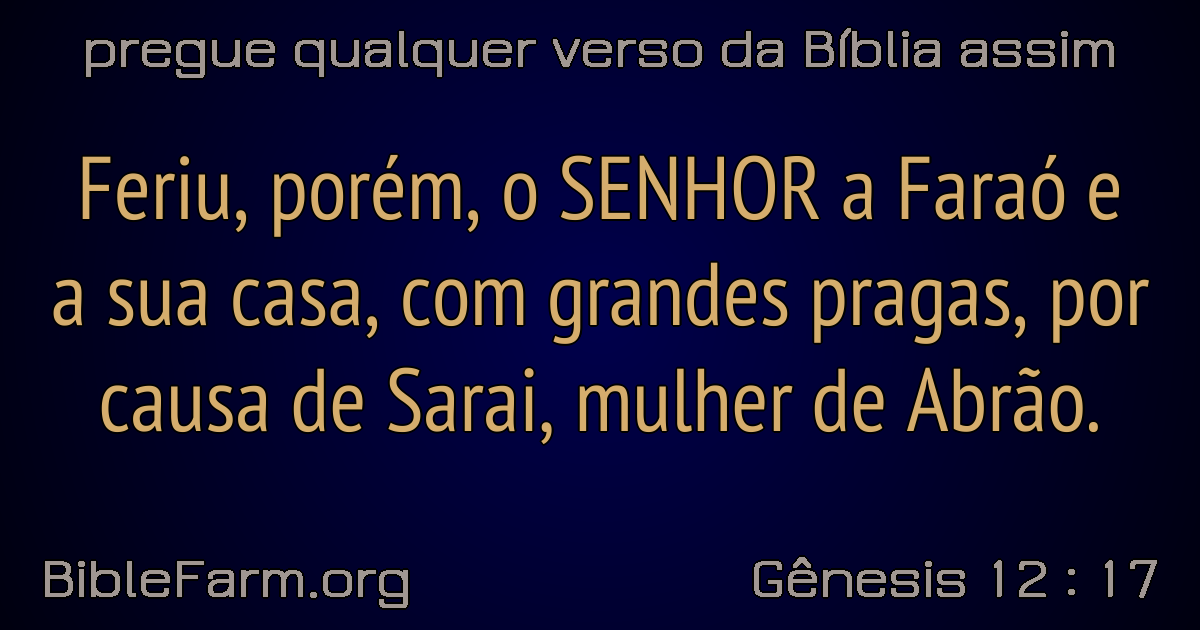 pregue qualquer verso da Bíblia assim
Feriu, porém, o SENHOR a Faraó e
a sua casa, com grandes pragas, por
causa de Sarai, mulher de Abrão.
BibleFarm.org
Gênesis 12 : 17